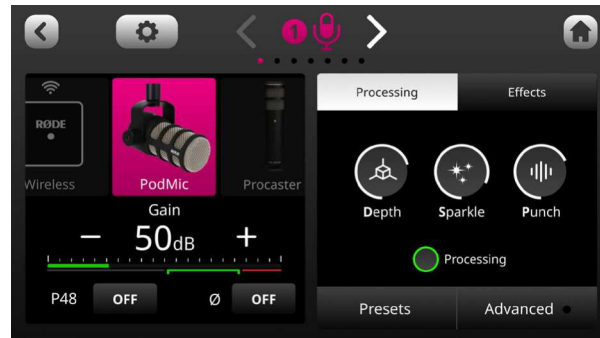 1
Processing
Effects
RØDE
Wireless
PodMic
Procaster
Gain
50dB
Depth
Sparkle
Punch
Processing
P48
OFF
Ø
OFF
Presets
Advanced